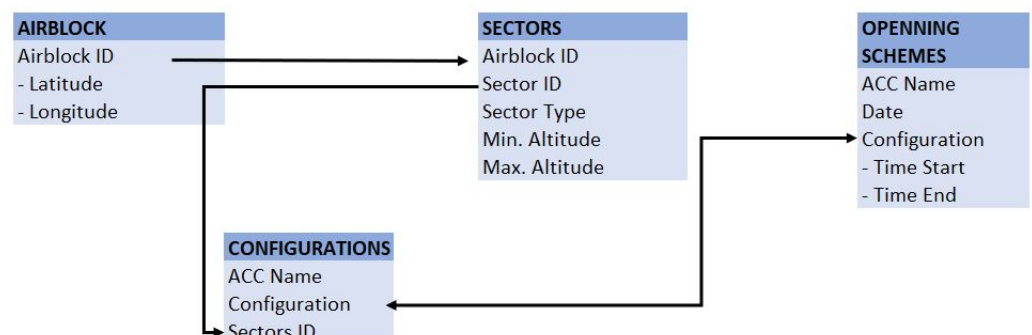 AIRBLOCK
Airblock ID
- Latitude
- Longitude
SECTORS
Airblock ID
Sector ID
Sector Type
Min. Altitude
Max. Altitude
OPENNING
SCHEMES
ACC Name
Date
Configuration
- Time Start
- Time End
CONFIGURATIONS
ACC Name
Configuration
Sectors ID